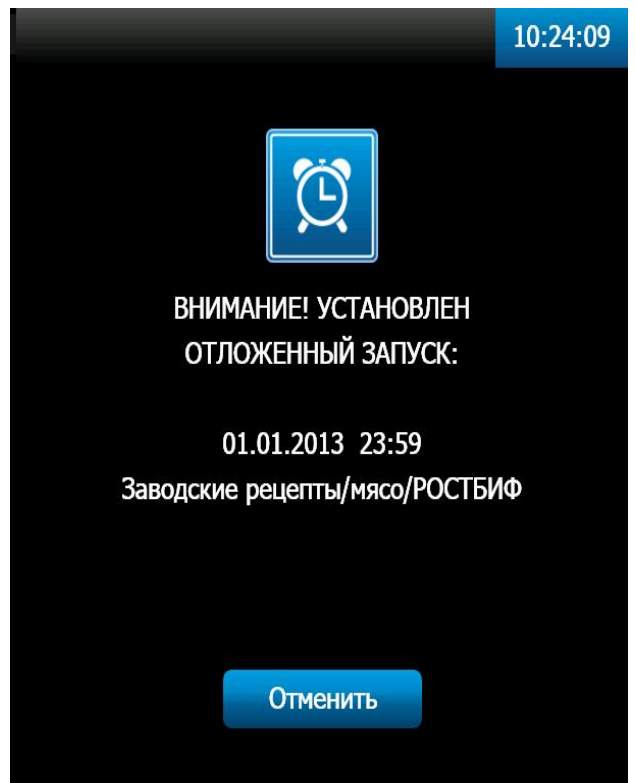 10:24:09
ВНИМАНИЕ! УСТАНОВЛЕН
ОТЛОЖЕННЫЙ ЗАПУСК:
01.01.2013 23:59
Заводские рецепты/мясо/РОСТБИФ
Отменить